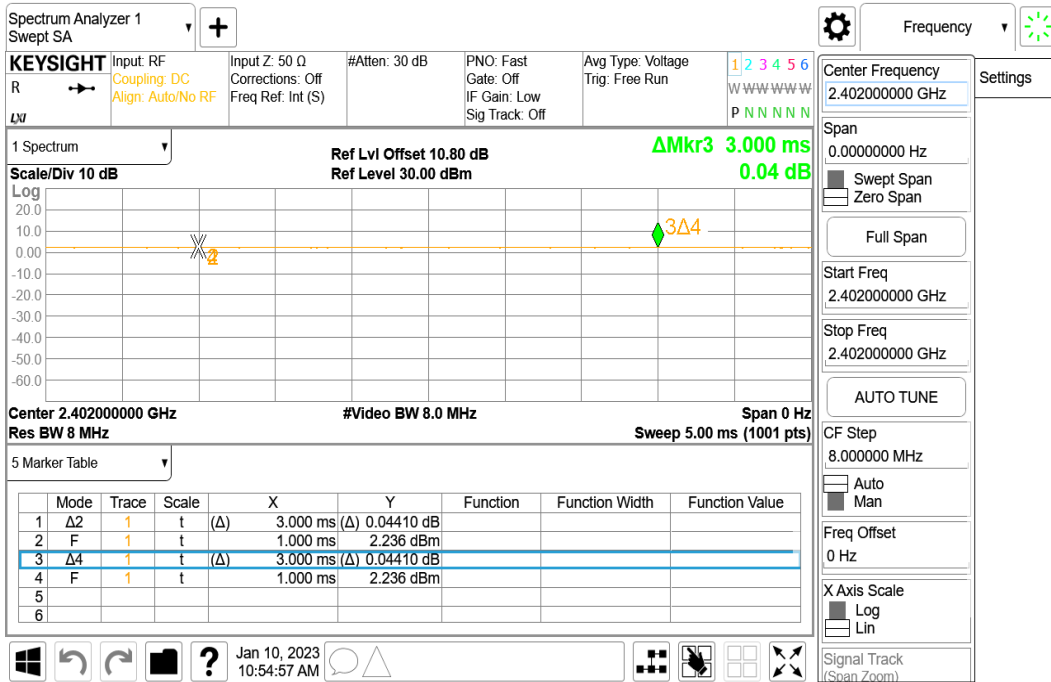 Spectrum Analyzer 1
Swept SA
+
Frequency
KEYSIGHT
R
LXI
Input: RF
Coupling: DC
Align: Auto/No RF
Input Z: 50 Ω
Corrections: Off
Freq Ref: Int (S)
#Atten: 30 dB
PNO: Fast
Gate: Off
IF Gain: Low
Sig Track: Off
Avg Type: Voltage
Trig: Free Run
1 2 3 4 5 6
W W W W W W
P N N N N N
1 Spectrum
Scale/Div 10 dB
Ref Lvl Offset 10.80 dB
Ref Level 30.00 dBm
ΔMkr3 3.000 ms
0.04 dB
Log
20.0
10.0
0.00
-10.0
-20.0
-30.0
-40.0
-50.0
-60.0
3Δ4
Center 2.402000000 GHz
#Video BW 8.0 MHz
Span 0 Hz
Res BW 8 MHz
Sweep 5.00 ms (1001 pts)
5 Marker Table
Mode Trace Scale X Y Function Function Width Function Value
1 Δ2 1 t (Δ) 3.000 ms (Δ) 0.04410 dB
2 F 1 t 1.000 ms 2.236 dBm
3 Δ4 1 t (Δ) 3.000 ms (Δ) 0.04410 dB
4 F 1 t 1.000 ms 2.236 dBm
5
6
?
Jan 10, 2023
10:54:57 AM
Center Frequency
2.402000000 GHz
Settings
Span
0.00000000 Hz
Swept Span
Zero Span
Full Span
Start Freq
2.402000000 GHz
Stop Freq
2.402000000 GHz
AUTO TUNE
CF Step
8.000000 MHz
Auto
Man
Freq Offset
0 Hz
X Axis Scale
Log
Lin
Signal Track
(Span Zoom)